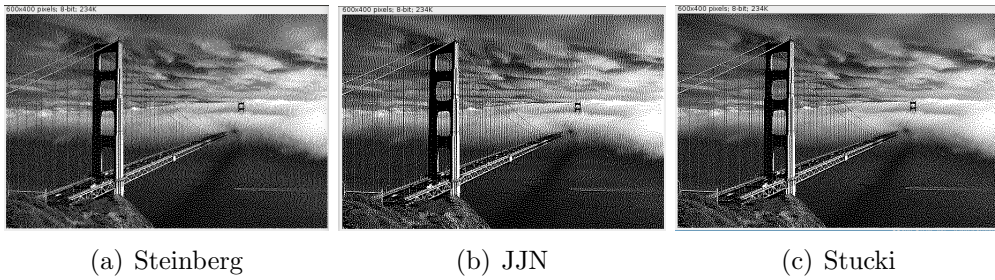 600x400 pixels; 8-bit; 234K
600x400 pixels; 8-bit; 234K
600x400 pixels; 8-bit; 234K
(a) Steinberg
(b) JJN
(c) Stucki